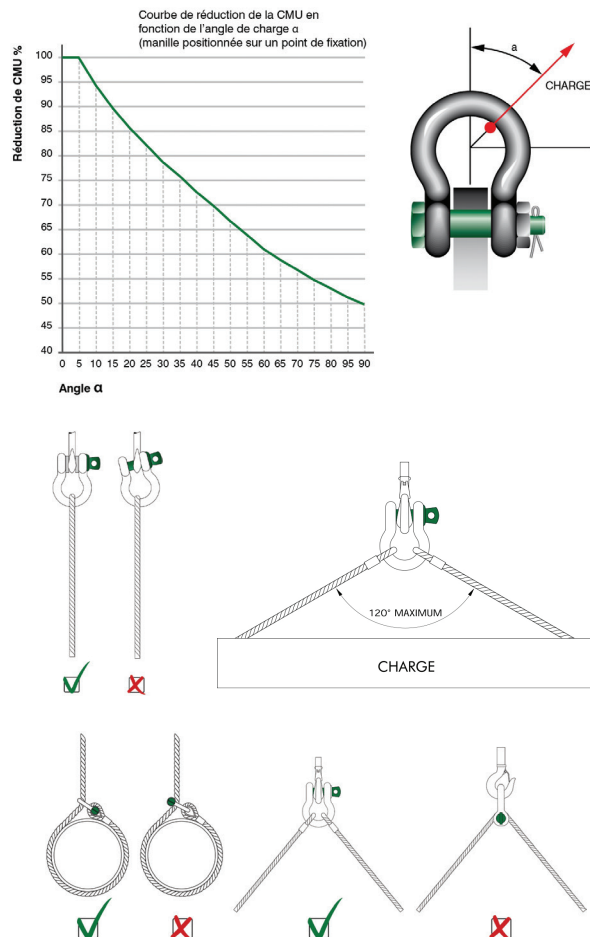 Courbe de réduction de la CMU en
fonction de l'angle de charge α
(manille positionnée sur un point de fixation)
Réduction de CMU %
100
95
90
85
80
75
70
65
60
55
50
45
40
0 5 10 15 20 25 30 35 40 45 50 55 60 65 70 75 80 85 90
Angle α
a
CHARGE
120° MAXIMUM
CHARGE